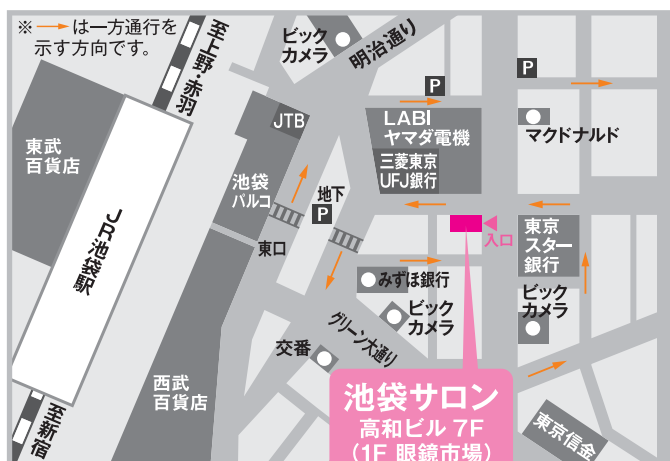 ※→は一方通行を
示す方向です。
至上野・赤羽
ビック
カメラ
明治通り
P
P
東武
百貨店
JTB
LABI
ヤマダ電機
マクドナルド
三菱東京
UFJ銀行
池袋
パルコ
地下
P
JR池袋駅
東口
入口
東京
スター
銀行
みずほ銀行
ビック
カメラ
ビック
カメラ
グリーン大通り
交番
西武
百貨店
至新宿
池袋サロン
高和ビル 7F
(1F 眼鏡市場)
東京信金